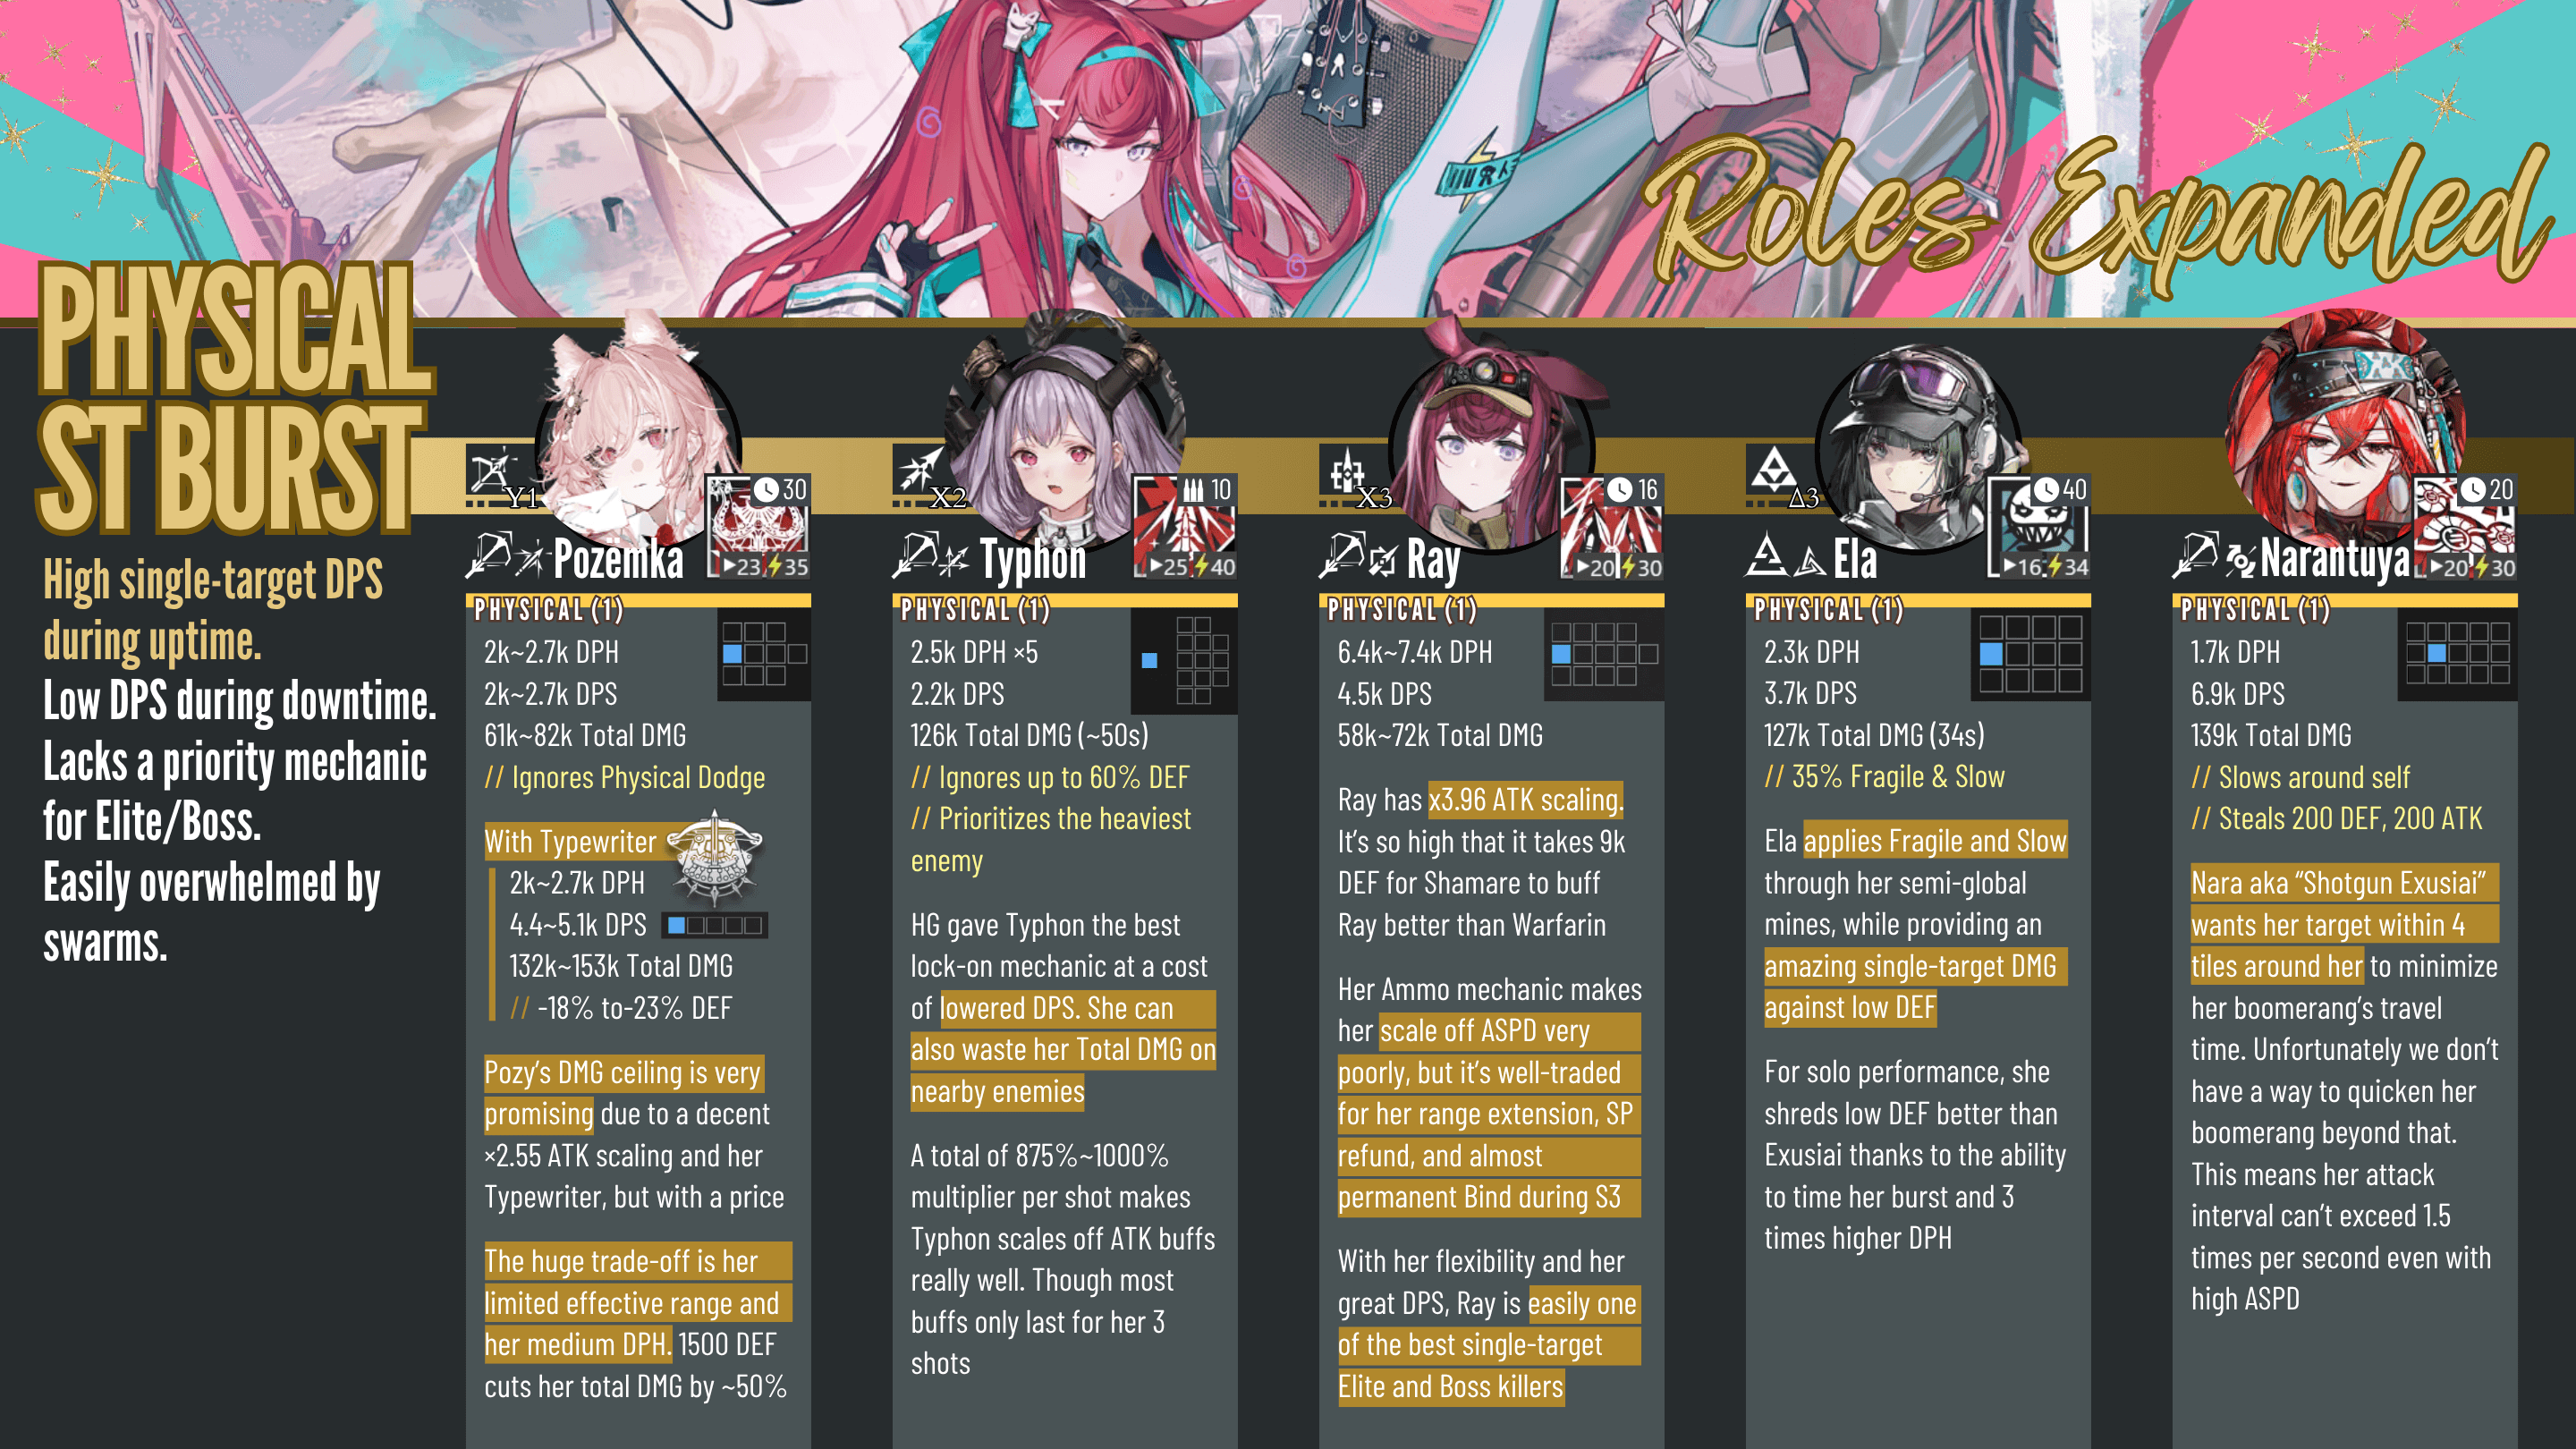 Roles Expanded
PHYSICAL
ST BURST
High single-target DPS
during uptime.
Low DPS during downtime.
Lacks a priority mechanic
for Elite/Boss.
Easily overwhelmed by
swarms.
Y1
30
23 35
Pozëmka
PHYSICAL (1)
2k~2.7k DPH
2k~2.7k DPS
61k~82k Total DMG
// Ignores Physical Dodge
With Typewriter
2k~2.7k DPH
4.4~5.1k DPS
132k~153k Total DMG
// -18% to-23% DEF
Pozy's DMG ceiling is very
promising due to a decent
×2.55 ATK scaling and her
Typewriter, but with a price
The huge trade-off is her
limited effective range and
her medium DPH. 1500 DEF
cuts her total DMG by ~50%
X2
10
25 40
Typhon
PHYSICAL (1)
2.5k DPH ×5
2.2k DPS
126k Total DMG (~50s)
// Ignores up to 60% DEF
// Prioritizes the heaviest
enemy
HG gave Typhon the best
lock-on mechanic at a cost
of lowered DPS. She can
also waste her Total DMG on
nearby enemies
A total of 875%~1000%
multiplier per shot makes
Typhon scales off ATK buffs
really well. Though most
buffs only last for her 3
shots
X3
16
20 30
Ray
PHYSICAL (1)
6.4k~7.4k DPH
4.5k DPS
58k~72k Total DMG
Ray has x3.96 ATK scaling.
It's so high that it takes 9k
DEF for Shamare to buff
Ray better than Warfarin
Her Ammo mechanic makes
her scale off ASPD very
poorly, but it's well-traded
for her range extension, SP
refund, and almost
permanent Bind during S3
With her flexibility and her
great DPS, Ray is easily one
of the best single-target
Elite and Boss killers
Δ3
40
16 34
Ela
PHYSICAL (1)
2.3k DPH
3.7k DPS
127k Total DMG (34s)
// 35% Fragile & Slow
Ela applies Fragile and Slow
through her semi-global
mines, while providing an
amazing single-target DMG
against low DEF
For solo performance, she
shreds low DEF better than
Exusiai thanks to the ability
to time her burst and 3
times higher DPH
20
20 30
Narantuya
PHYSICAL (1)
1.7k DPH
6.9k DPS
139k Total DMG
// Slows around self
// Steals 200 DEF, 200 ATK
Nara aka "Shotgun Exusiai"
wants her target within 4
tiles around her to minimize
her boomerang's travel
time. Unfortunately we don't
have a way to quicken her
boomerang beyond that.
This means her attack
interval can't exceed 1.5
times per second even with
high ASPD